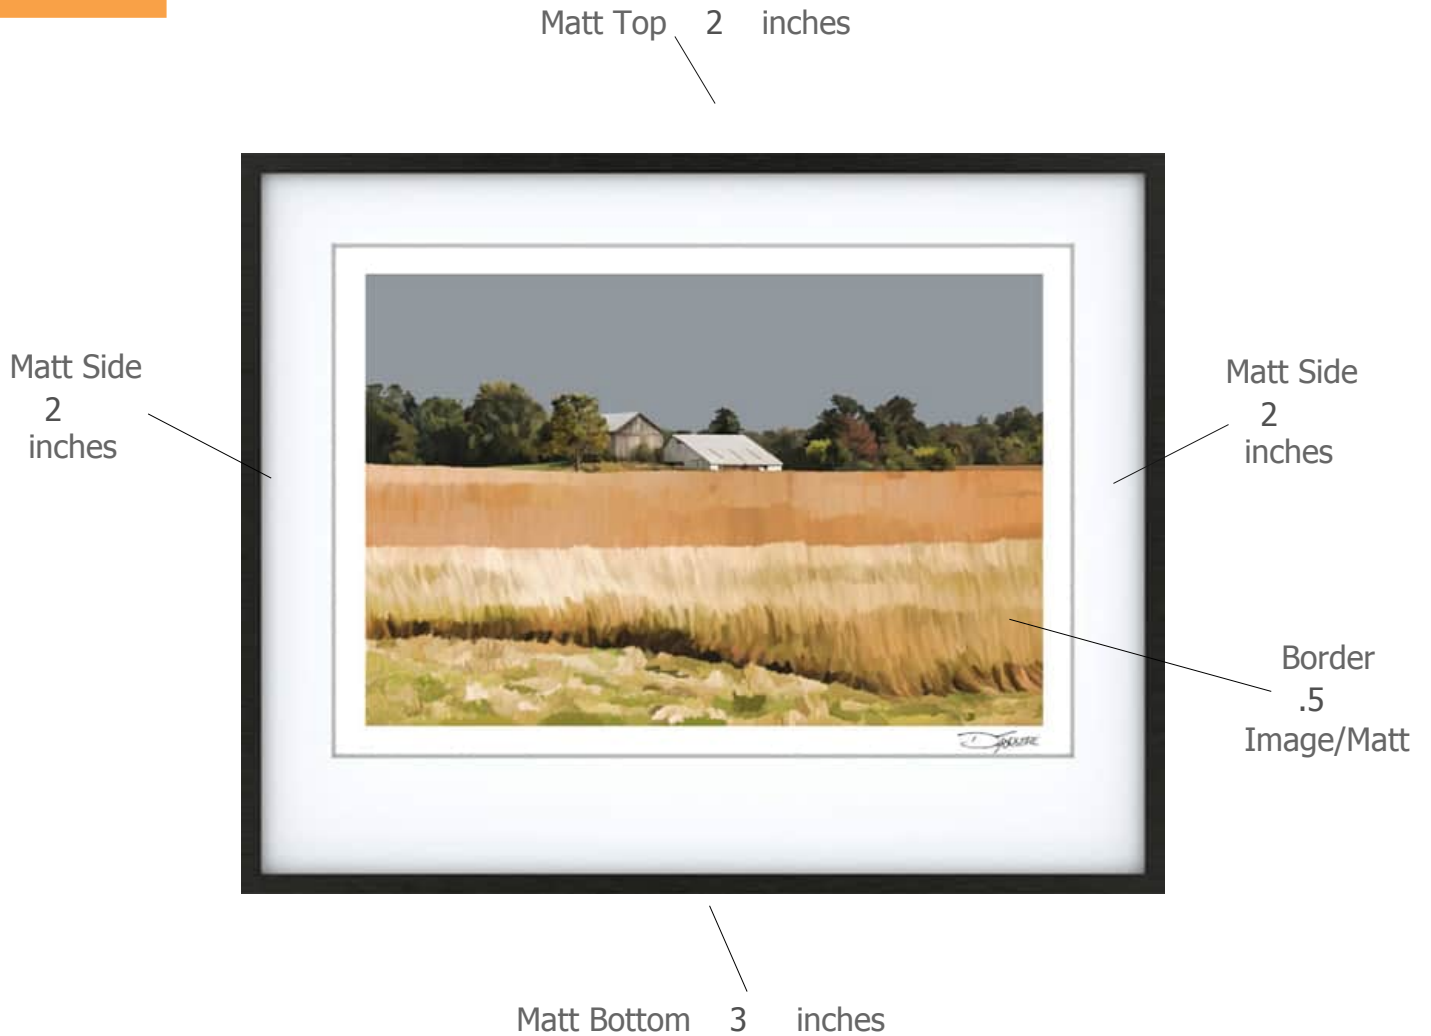 Matt Top 2 inches
Matt Side
2
inches
Matt Side
2
inches
Border
.5
Image/Matt
Matt Bottom 3 inches